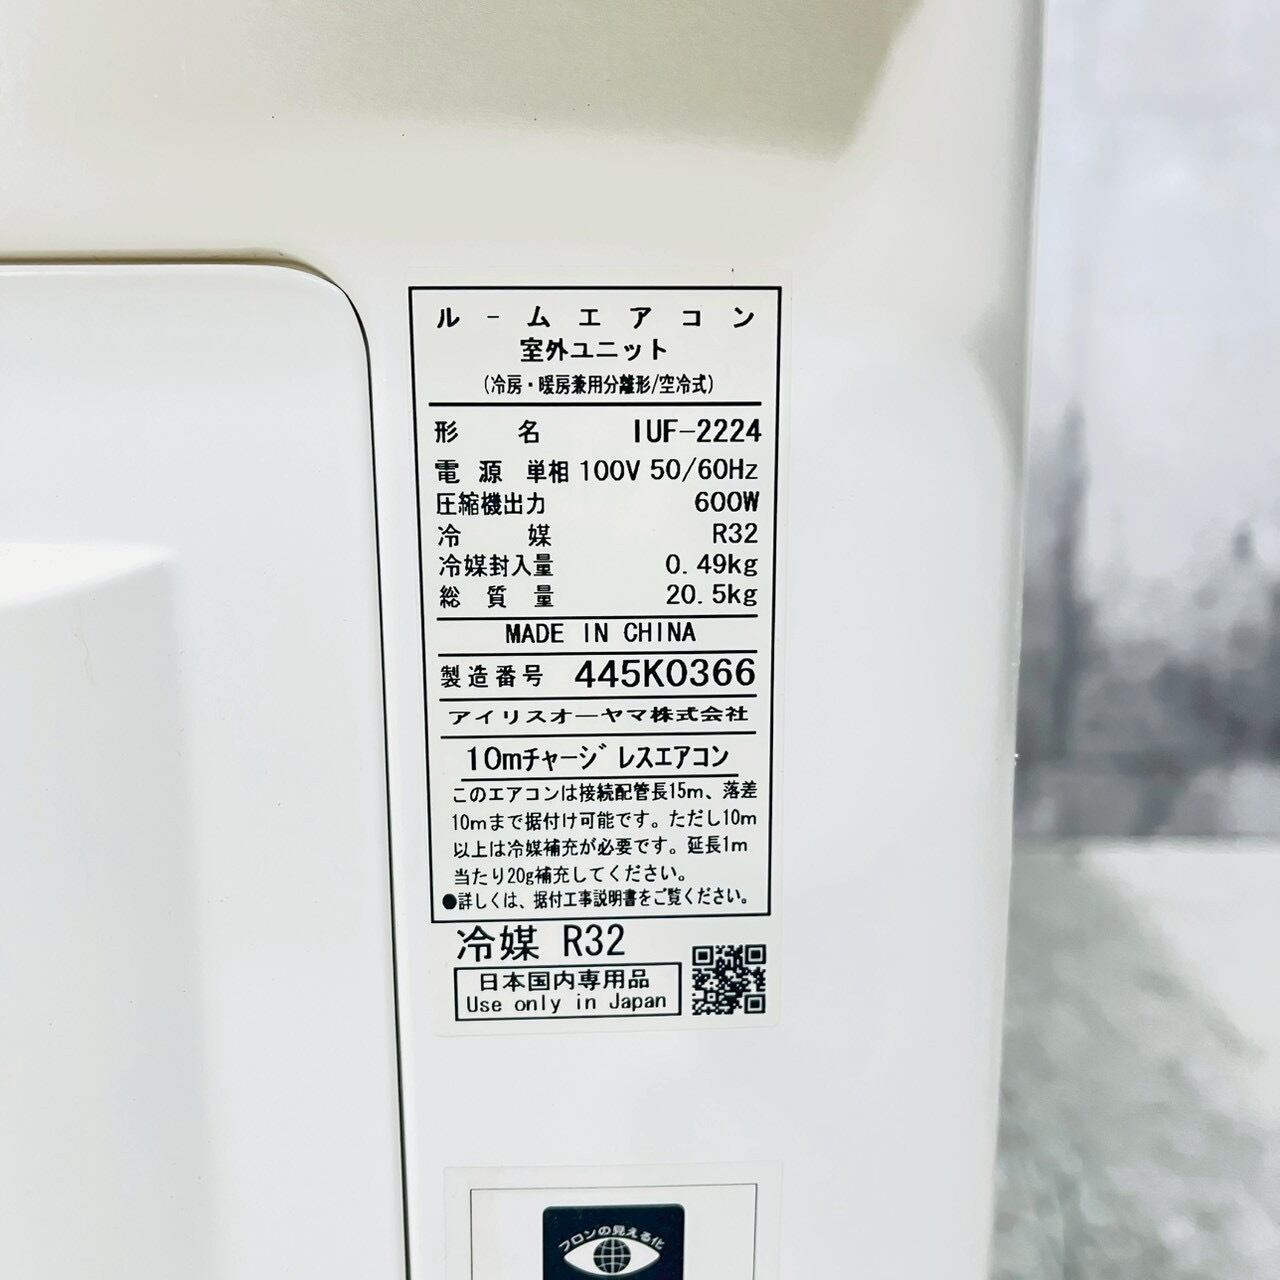 ルームエアコン
室外ユニット
(冷房・暖房兼用分離形/空冷式)
形名 IUF-2224
電源 単相 100V 50/60Hz
圧縮機出力 600W
冷媒 R32
冷媒封入量 0.49kg
総質量 20.5kg
MADE IN CHINA
製造番号 445K0366
アイリスオーヤマ株式会社
10mチャージレスエアコン
このエアコンは接続配管長15m、落差
10mまで据付け可能です。ただし10m
以上は冷媒補充が必要です。延長1m
当たり20g補充してください。
●詳しくは、据付工事説明書をご覧ください。
冷媒 R32
日本国内専用品
Use only in Japan
フロンの見える化